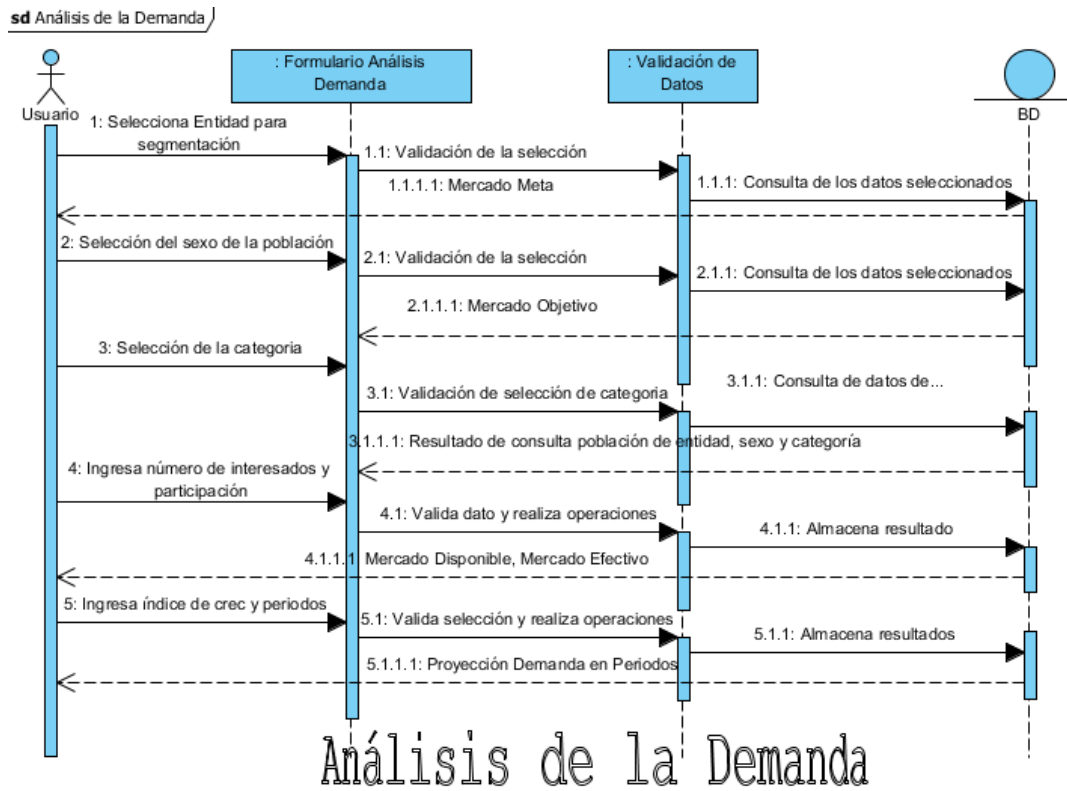 sd Análisis de la Demanda
: Formulario Análisis
Demanda
: Validación de
Datos
Usuario
BD
1: Selecciona Entidad para
segmentación
1.1: Validación de la selección
1.1.1.1: Mercado Meta
1.1.1: Consulta de los datos seleccionados
2: Selección del sexo de la población
2.1: Validación de la selección
2.1.1: Consulta de los datos seleccionados
2.1.1.1: Mercado Objetivo
3: Selección de la categoria
3.1.1: Consulta de datos de...
3.1: Validación de selección de categoria
3.1.1.1: Resultado de consulta población de entidad, sexo y categoría
4: Ingresa número de interesados y
participación
4.1: Valida dato y realiza operaciones
4.1.1: Almacena resultado
4.1.1.1: Mercado Disponible, Mercado Efectivo
5: Ingresa índice de crec y periodos
5.1: Valida selección y realiza operaciones
5.1.1: Almacena resultados
5.1.1.1: Proyección Demanda en Periodos
Análisis de la Demanda